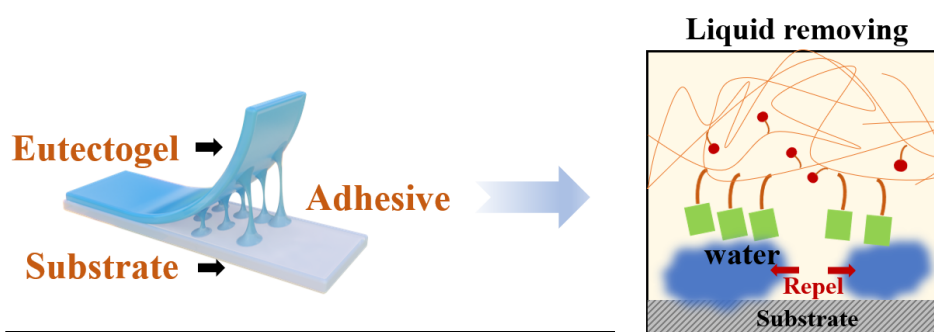 Liquid removing
Eutectogel
Adhesive
Substrate
water
Repel
Substrate